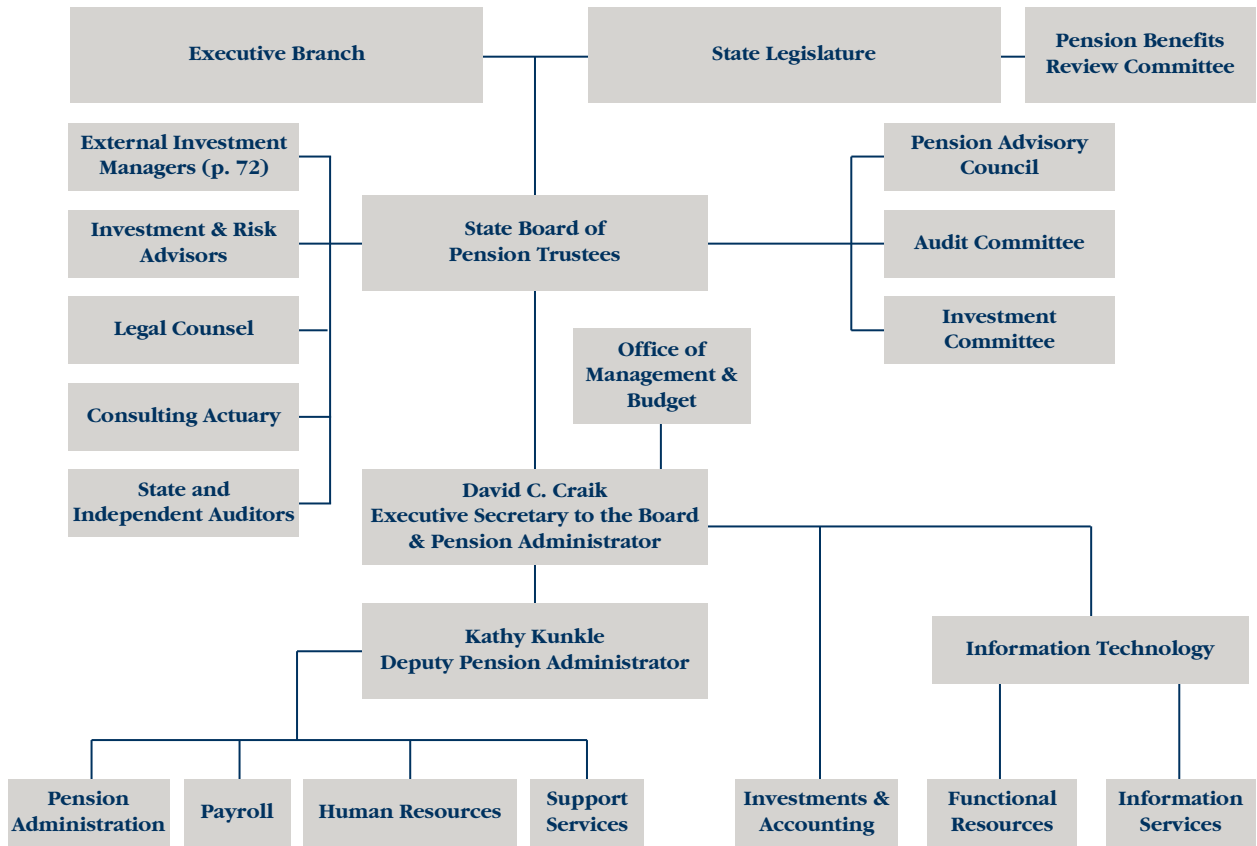 Executive Branch
State Legislature
Pension Benefits
Review Committee
External Investment
Managers (p. 72)
Pension Advisory
Council
Investment & Risk
Advisors
State Board of
Pension Trustees
Audit Committee
Legal Counsel
Investment
Committee
Office of
Management &
Budget
Consulting Actuary
State and
Independent Auditors
David C. Craik
Executive Secretary to the Board
& Pension Administrator
Kathy Kunkle
Deputy Pension Administrator
Information Technology
Pension
Administration
Payroll
Human Resources
Support
Services
Investments &
Accounting
Functional
Resources
Information
Services